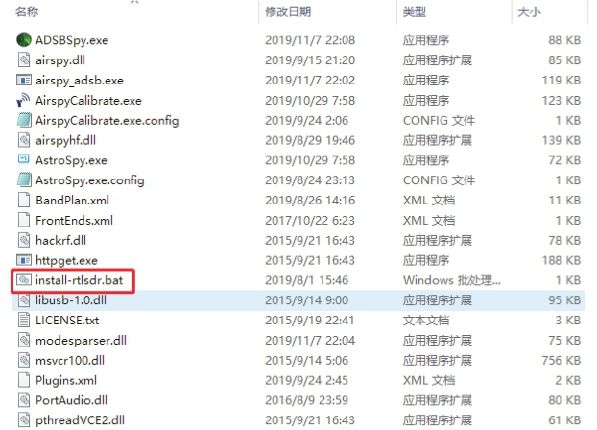 名称 修改日期 类型 大小
ADSBSpy.exe 2019/11/7 22:08 应用程序 88 KB
airspy.dll 2019/9/15 21:20 应用程序扩展 85 KB
airspy_adsb.exe 2019/11/7 22:02 应用程序 119 KB
AirspyCalibrate.exe 2019/10/29 7:58 应用程序 123 KB
AirspyCalibrate.exe.config 2019/9/24 2:06 CONFIG 文件 1 KB
airspyhf.dll 2019/8/29 19:46 应用程序扩展 139 KB
AstroSpy.exe 2019/10/29 7:58 应用程序 72 KB
AstroSpy.exe.config 2019/8/24 23:13 CONFIG 文件 1 KB
BandPlan.xml 2019/8/26 14:16 XML 文档 11 KB
FrontEnds.xml 2017/10/22 6:23 XML 文档 1 KB
hackrf.dll 2015/9/21 16:43 应用程序扩展 78 KB
httpget.exe 2015/9/21 16:43 应用程序 188 KB
install-rtlsdr.bat 2019/8/1 15:46 Windows 批处理... 1 KB
libusb-1.0.dll 2015/9/14 9:00 应用程序扩展 95 KB
LICENSE.txt 2015/9/19 22:41 文本文档 3 KB
modesparser.dll 2019/11/7 22:04 应用程序扩展 75 KB
msvcr100.dll 2015/9/14 5:06 应用程序扩展 756 KB
Plugins.xml 2019/9/24 2:45 XML 文档 2 KB
PortAudio.dll 2016/8/9 23:59 应用程序扩展 80 KB
pthreadVCE2.dll 2015/9/21 16:43 应用程序扩展 61 KB